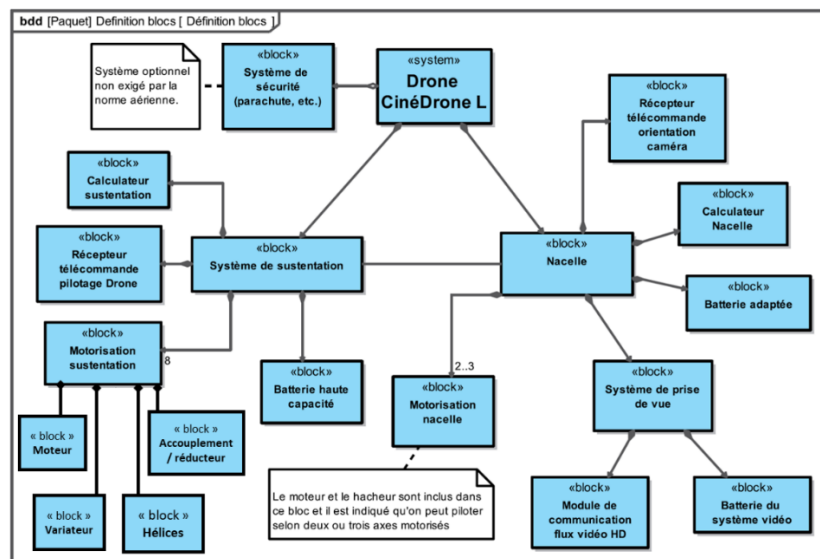 bdd [Paquet] Definition blocs [ Définition blocs ]
Système optionnel
non exigé par la
norme aérienne.
«block»
Système de
sécurité
(parachute, etc.)
«system»
Drone
CinéDrone L
«block»
Récepteur
télécommande
orientation
caméra
«block»
Calculateur
sustentation
«block»
Calculateur
Nacelle
«block»
Récepteur
télécommande
pilotage Drone
«block»
Système de sustentation
«block»
Nacelle
«block»
Batterie adaptée
«block»
Motorisation
sustentation
8
«block»
Batterie haute
capacité
2..3
«block»
Motorisation
nacelle
«block»
Système de prise
de vue
« block »
Moteur
« block »
Accouplement
/ réducteur
« block »
Variateur
« block »
Hélices
Le moteur et le hacheur sont inclus dans
ce bloc et il est indiqué qu'on peut piloter
selon deux ou trois axes motorisés
«block»
Module de
communication
flux vidéo HD
«block»
Batterie du
système vidéo